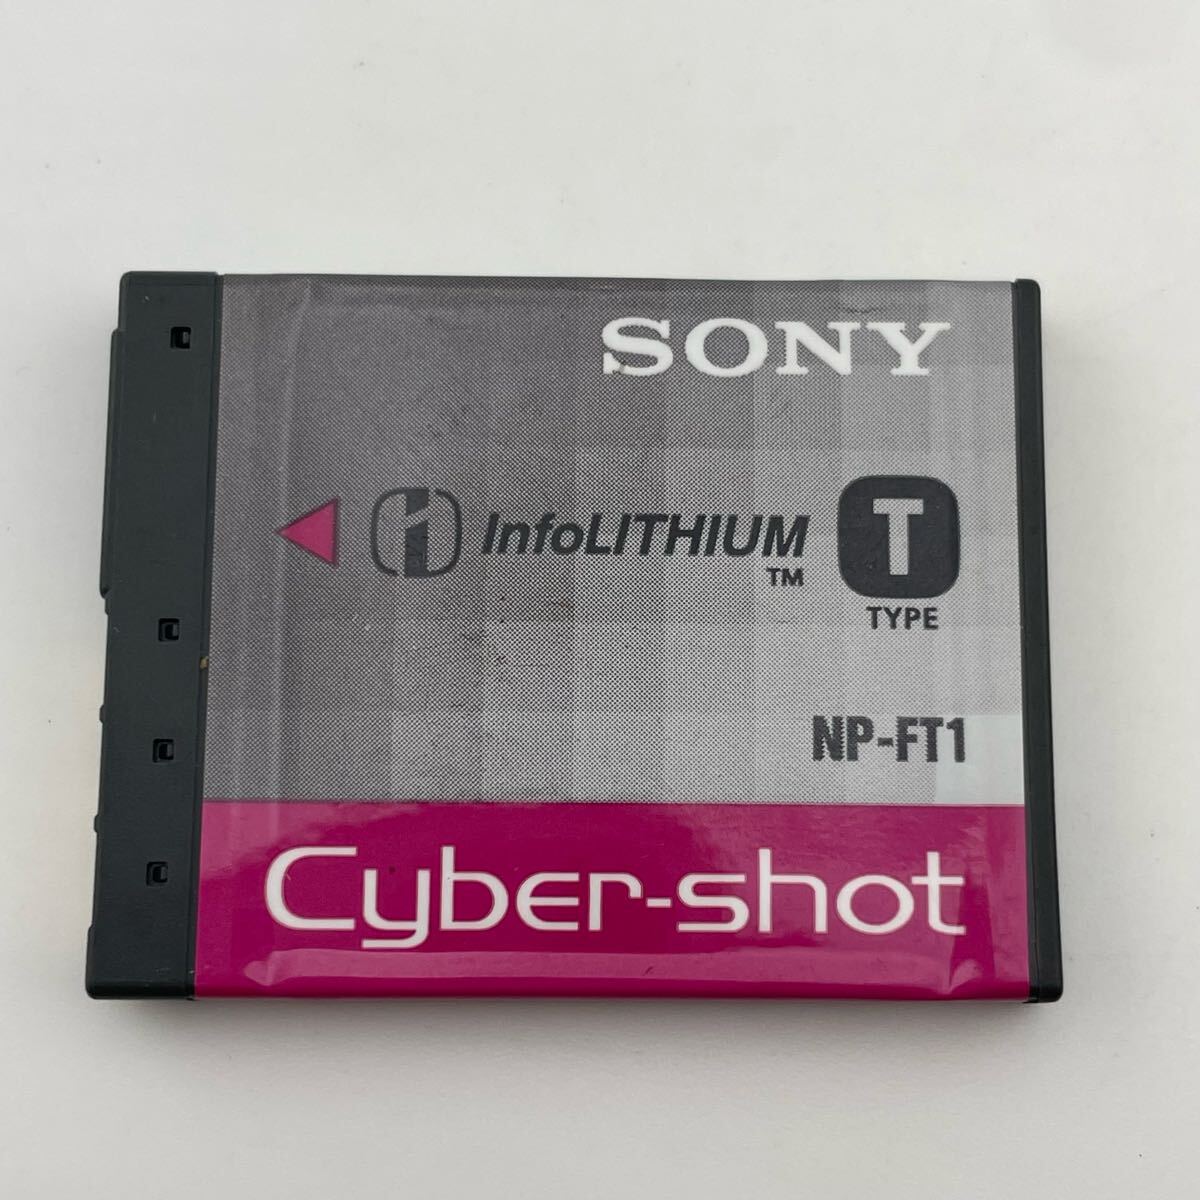 SONY
InfoLITHIUM T
TM
TYPE
NP-FT1
Cyber-shot